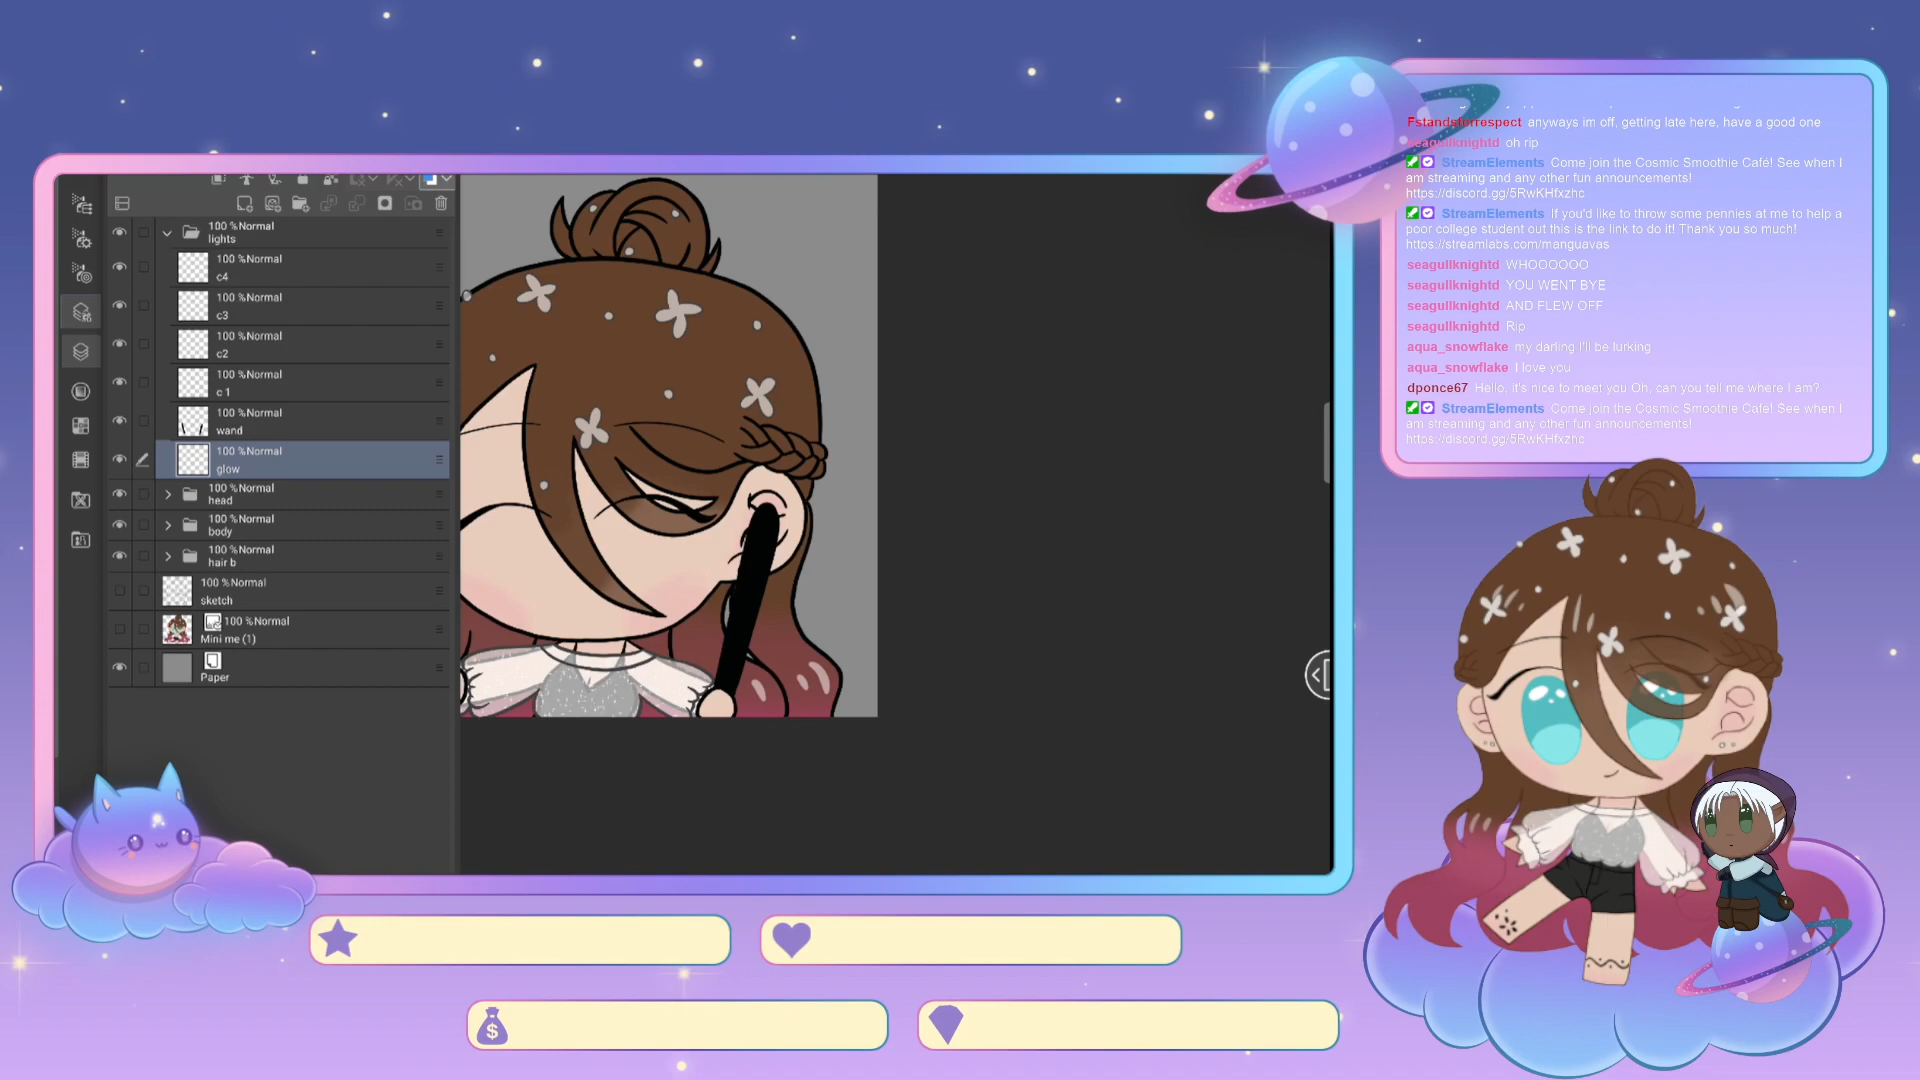 100 %Normal
lights
100 %Normal
c4
100 %Normal
c3
100 %Normal
c2
100 %Normal
c 1
100 %Normal
wand
100 %Normal
glow
100 %Normal
head
100 %Normal
body
100 %Normal
hair b
100 %Normal
sketch
100 %Normal
Mini me (1)
Paper
Fstandsforrespect anyways im off, getting late here, have a good one
seagullknightd oh rip
StreamElements Come join the Cosmic Smoothie Café! See when I
am streaming and any other fun announcements!
https://discord.gg/5RwKHfxzhc
StreamElements If you'd like to throw some pennies at me to help a
poor college student out this is the link to do it! Thank you so much!
https://streamlabs.com/manguavas
seagullknightd WHOOOOOO
seagullknightd YOU WENT BYE
seagullknightd AND FLEW OFF
seagullknightd Rip
aqua_snowflake my darling I'll be lurking
aqua_snowflake I love you
dponce67 Hello, it's nice to meet you Oh, can you tell me where I am?
StreamElements Come join the Cosmic Smoothie Café! See when I
am streaming and any other fun announcements!
https://discord.gg/5RwKHfxzhc
$